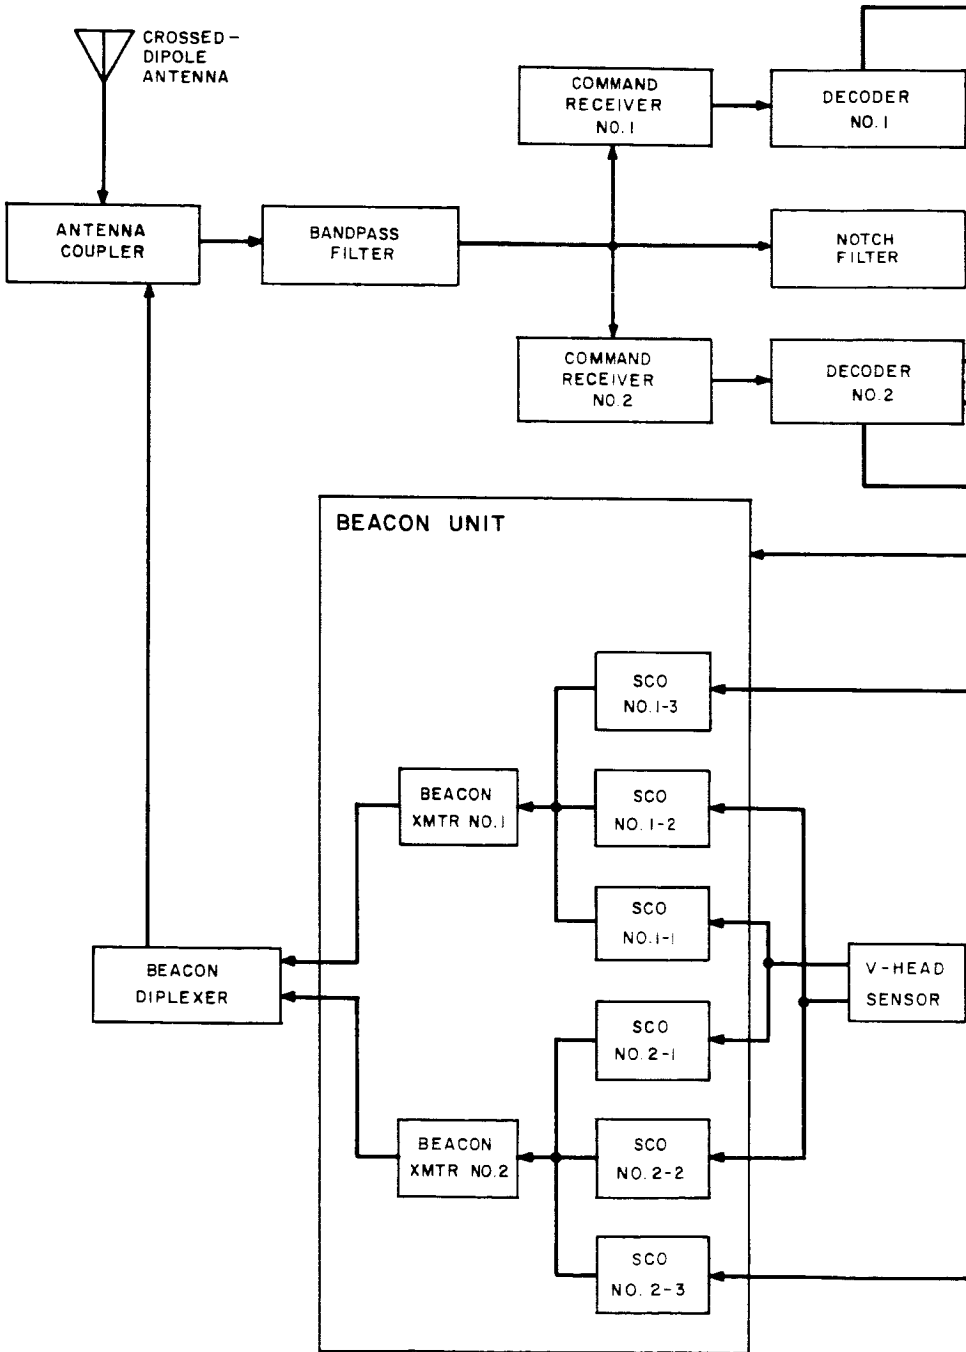 CROSSED-
DIPOLE
ANTENNA
COMMAND
RECEIVER
NO.1
DECODER
NO.1
ANTENNA
COUPLER
BANDPASS
FILTER
NOTCH
FILTER
COMMAND
RECEIVER
NO.2
DECODER
NO.2
BEACON UNIT
SCO
NO.1-3
BEACON
XMTR NO.1
SCO
NO.1-2
SCO
NO.1-1
BEACON
DIPLEXER
V-HEAD
SENSOR
SCO
NO.2-1
BEACON
XMTR NO.2
SCO
NO.2-2
SCO
NO. 2-3